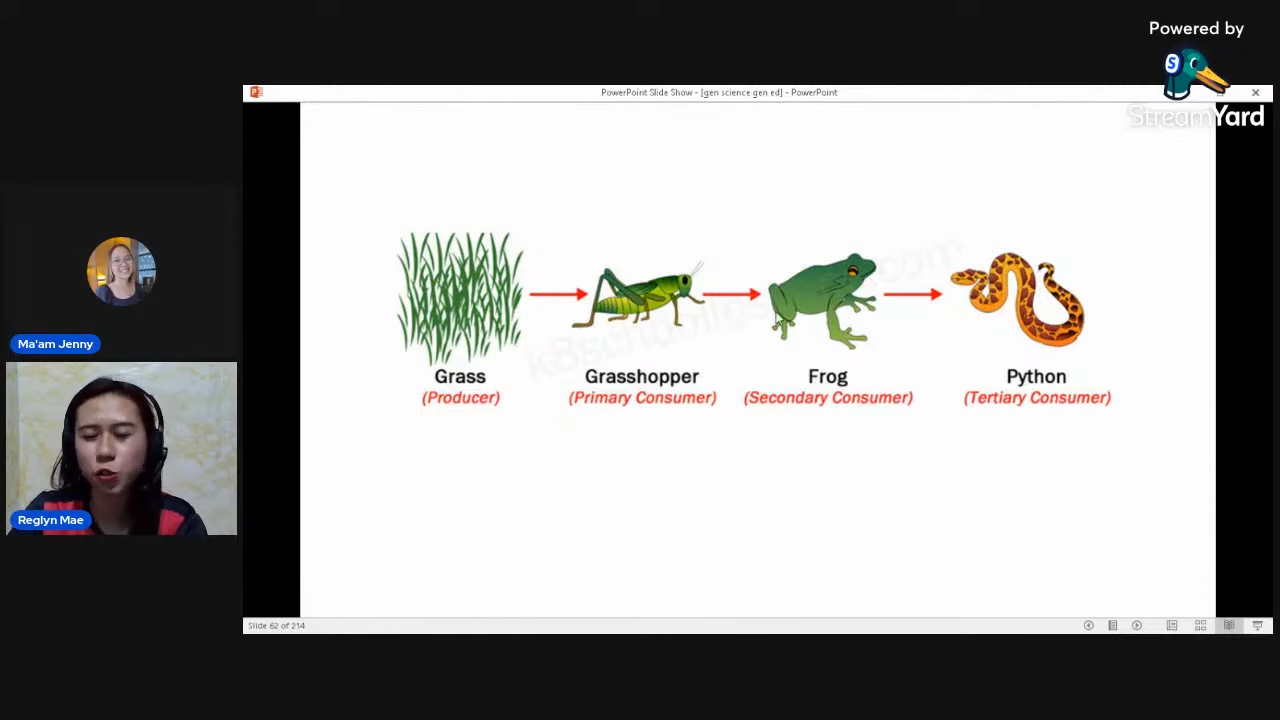 Powered by
StreamYard
S
PowerPoint Slide Show - [gen science gen ed] - PowerPoint
Grass
(Producer)
Grasshopper
(Primary Consumer)
Frog
(Secondary Consumer)
Python
(Tertiary Consumer)
Ma'am Jenny
Reglyn Mae
Slide 62 of 214